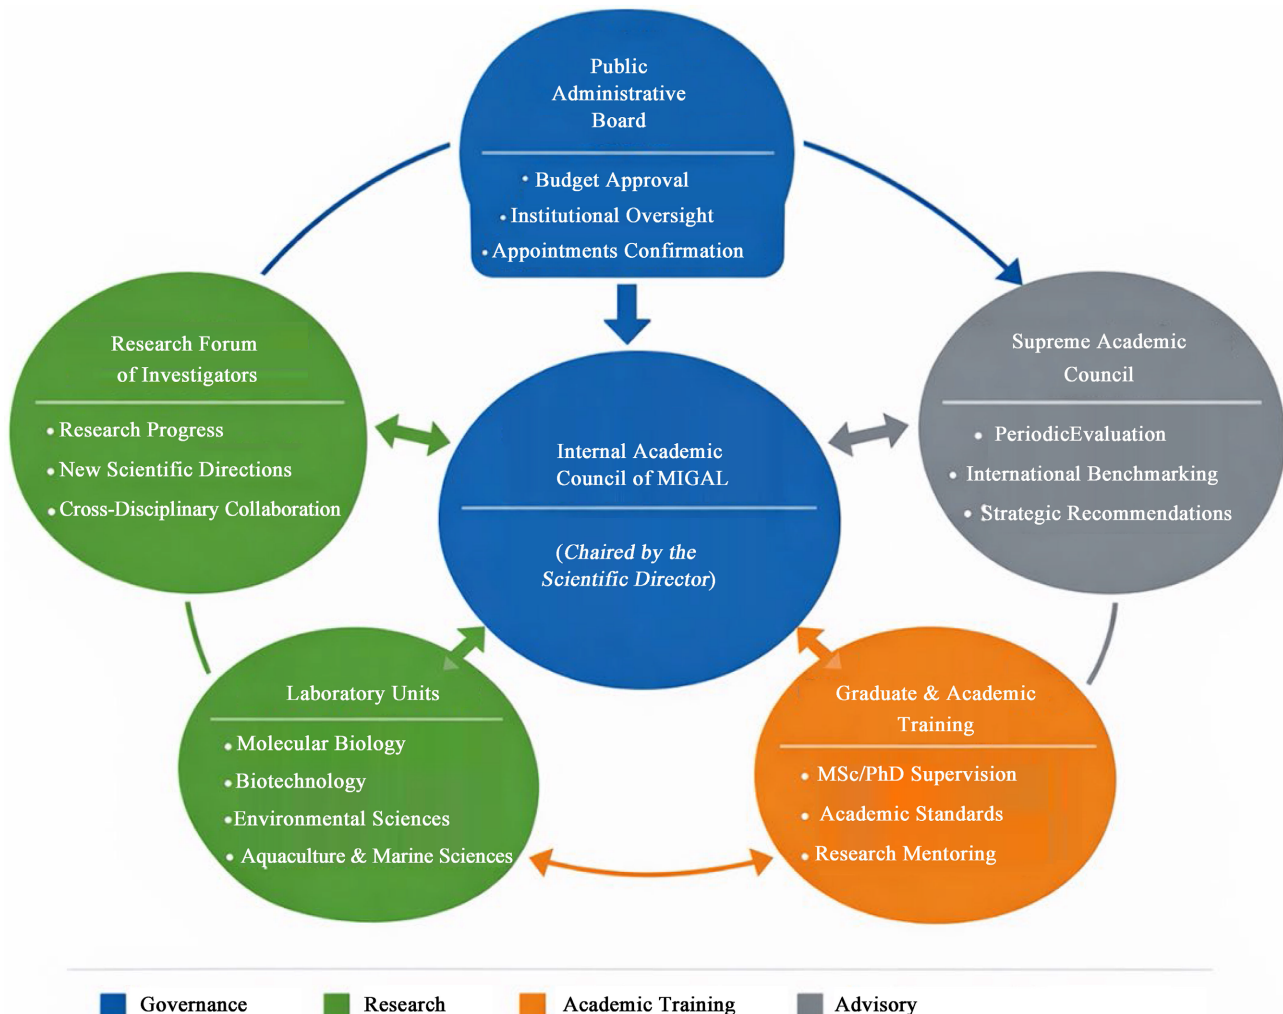 Public
Administrative
Board
• Budget Approval
• Institutional Oversight
• Appointments Confirmation
Research Forum
of Investigators
• Research Progress
• New Scientific Directions
• Cross-Disciplinary Collaboration
Internal Academic
Council of MIGAL
(Chaired by the
Scientific Director)
Supreme Academic
Council
• PeriodicEvaluation
• International Benchmarking
• Strategic Recommendations
Laboratory Units
• Molecular Biology
• Biotechnology
• Environmental Sciences
• Aquaculture & Marine Sciences
Graduate & Academic
Training
• MSc/PhD Supervision
• Academic Standards
• Research Mentoring
Governance
Research
Academic Training
Advisory